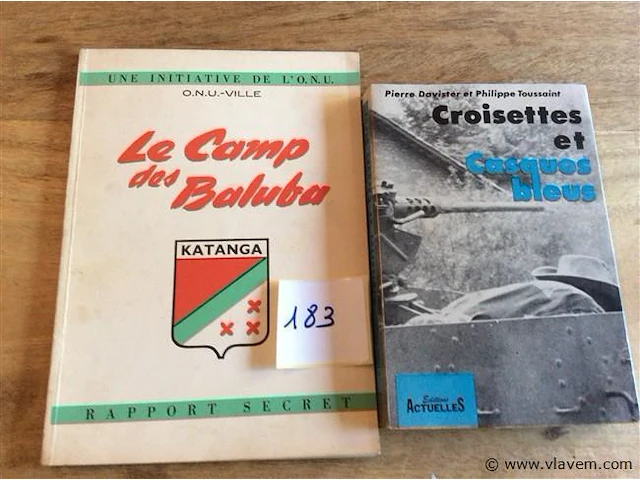 UNE INITIATIVE DE L'O.N.U.
O.N.U.-VILLE
Le Camp
des Baluba
KATANGA
183
RAPPORT SECRET
Pierre Davister et Philippe Toussaint
Croisettes
et
Casques
bleus
Editions
ACTUELLES
© www.vlavem.com